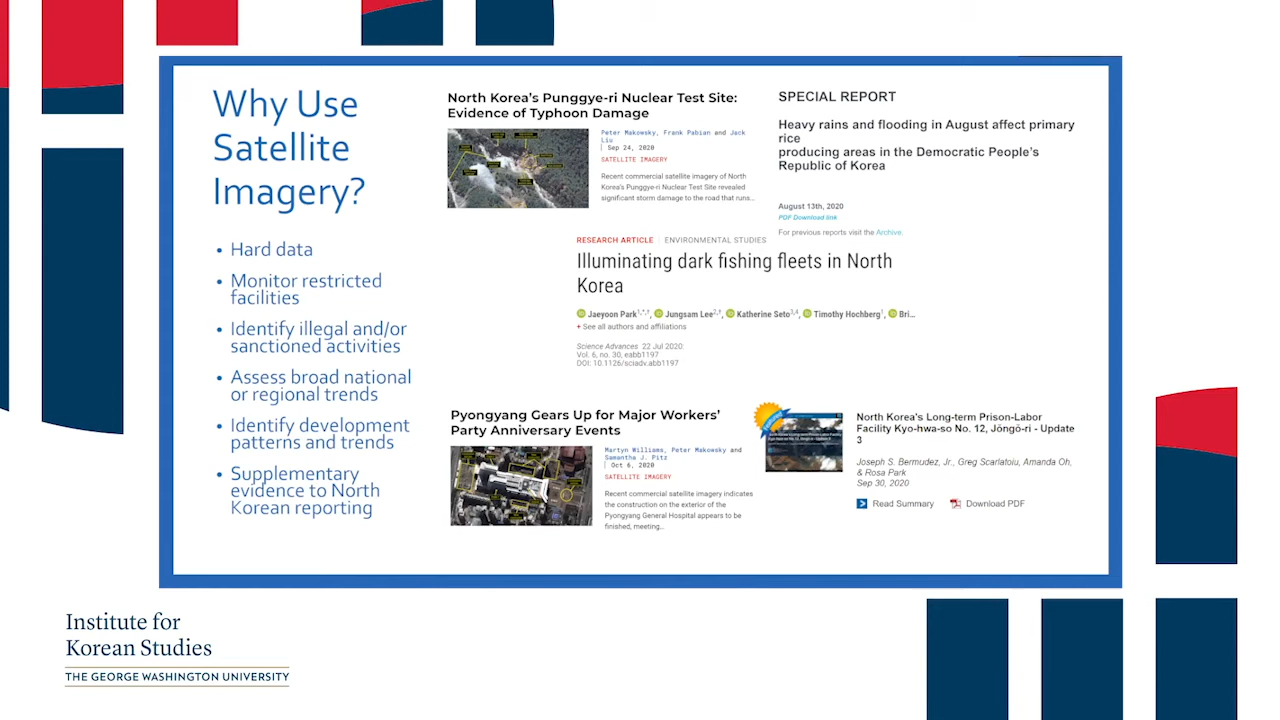 Why Use
Satellite
Imagery?
• Hard data
• Monitor restricted
facilities
• Identify illegal and/or
sanctioned activities
• Assess broad national
or regional trends
• Identify development
patterns and trends
• Supplementary
evidence to North
Korean reporting
North Korea's Punggye-ri Nuclear Test Site:
Evidence of Typhoon Damage
Peter Makowsky, Frank Pabian and Jack
Liu
| Sep 24, 2020
SATELLITE IMAGERY
Recent commercial satellite imagery of North
Korea's Punggye-ri Nuclear Test Site revealed
significant storm damage to the road that runs...
SPECIAL REPORT
Heavy rains and flooding in August affect primary
rice
producing areas in the Democratic People's
Republic of Korea
August 13th, 2020
PDF Download link
For previous reports visit the Archive.
RESEARCH ARTICLE | ENVIRONMENTAL STUDIES
Illuminating dark fishing fleets in North
Korea
Jaeyoon Park1,*,†, Jungsam Lee2,†, Katherine Seto3,4, Timothy Hochberg1, Bri...
+ See all authors and affiliations
Science Advances 22 Jul 2020:
Vol. 6, no. 30, eabb1197
DOI: 10.1126/sciadv.abb1197
Pyongyang Gears Up for Major Workers'
Party Anniversary Events
Martyn Williams, Peter Makowsky and
Samantha J. Pitz
| Oct 6, 2020
SATELLITE IMAGERY
Recent commercial satellite imagery indicates
the construction on the exterior of the
Pyongyang General Hospital appears to be
finished, meeting...
North Korea's Long-term Prison-Labor
Facility Kyo-hwa-so No. 12, Jŏngŏ-ri - Update
3
Joseph S. Bermudez, Jr., Greg Scarlatoiu, Amanda Oh,
& Rosa Park
Sep 30, 2020
Read Summary Download PDF
Institute for
Korean Studies
THE GEORGE WASHINGTON UNIVERSITY